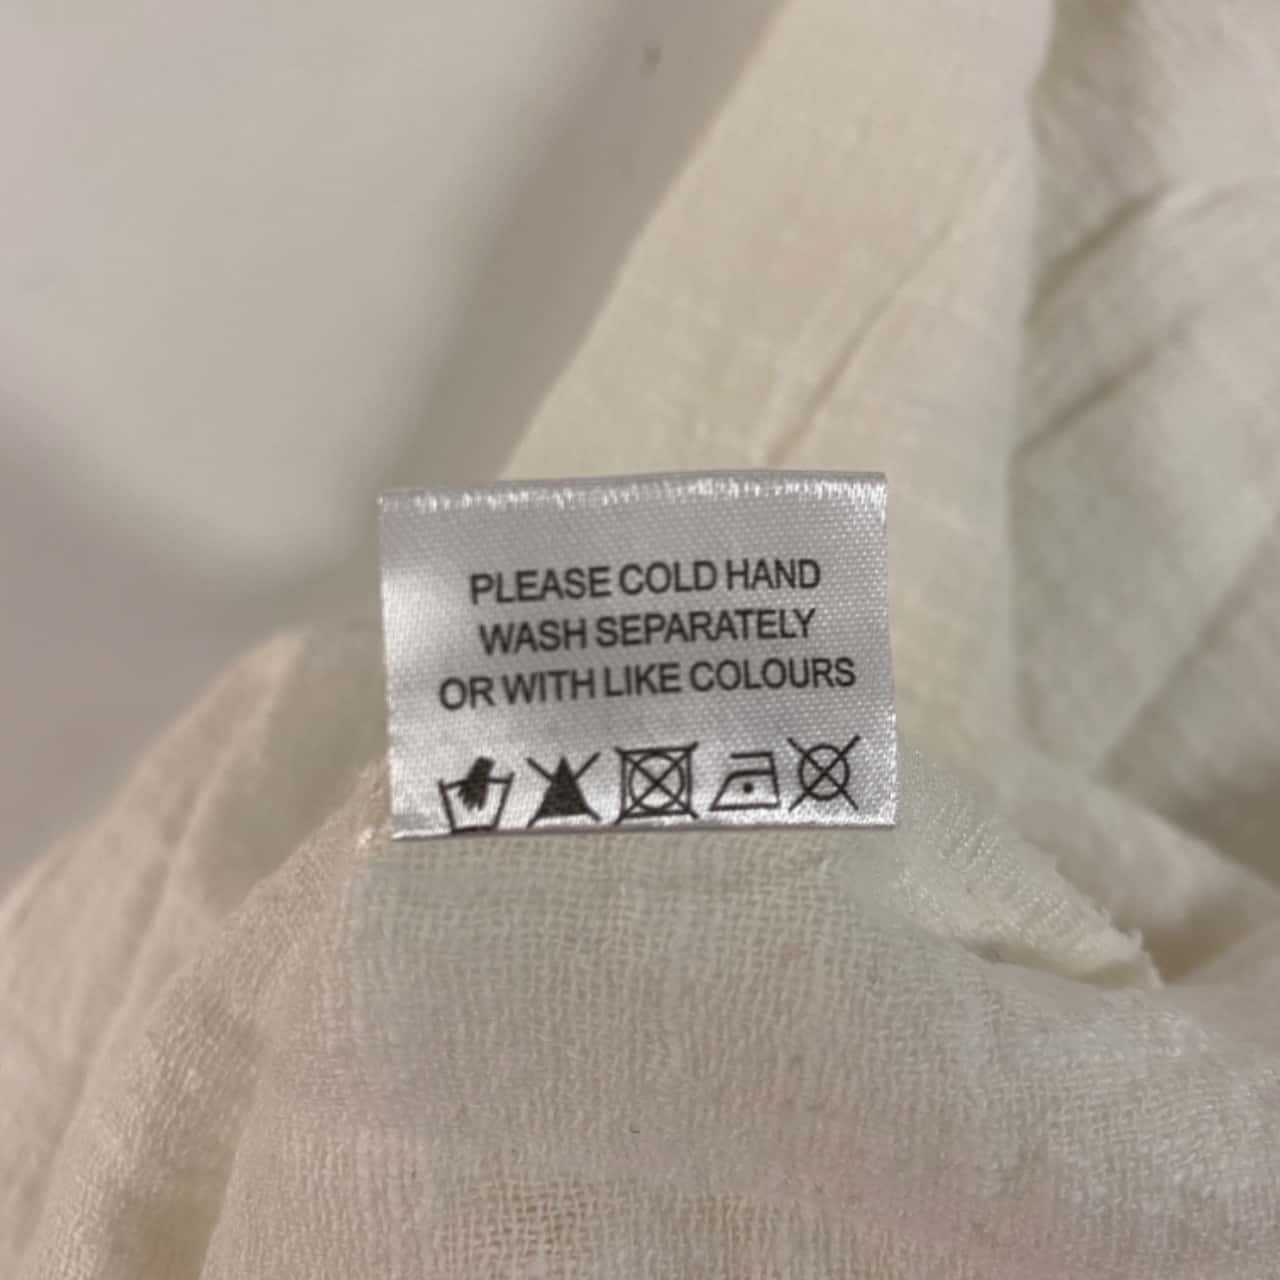 PLEASE COLD HAND
WASH SEPARATELY
OR WITH LIKE COLOURS